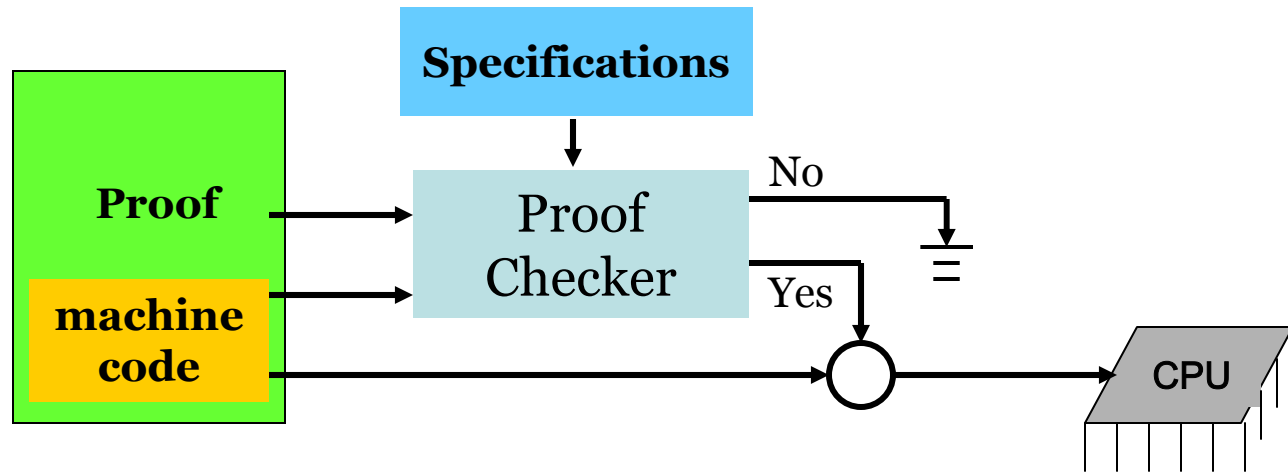 Specifications
Proof
machine
code
Proof
Checker
No
Yes
CPU